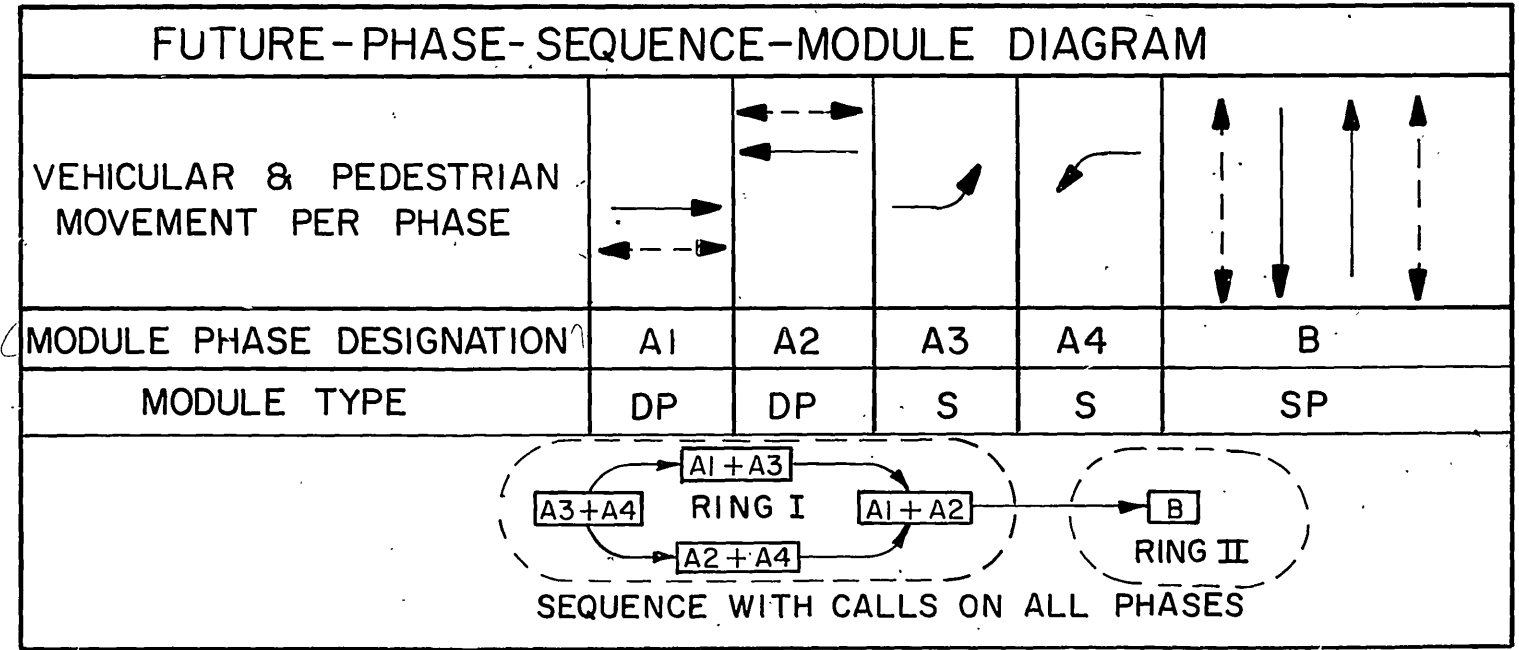 FUTURE-PHASE-SEQUENCE-MODULE DIAGRAM
VEHICULAR & PEDESTRIAN
MOVEMENT PER PHASE
MODULE PHASE DESIGNATION A1 A2 A3 A4 B
MODULE TYPE DP DP S S SP
A1+A3
A3+A4 RING I A1+A2 B
A2+A4 RING II
SEQUENCE WITH CALLS ON ALL PHASES